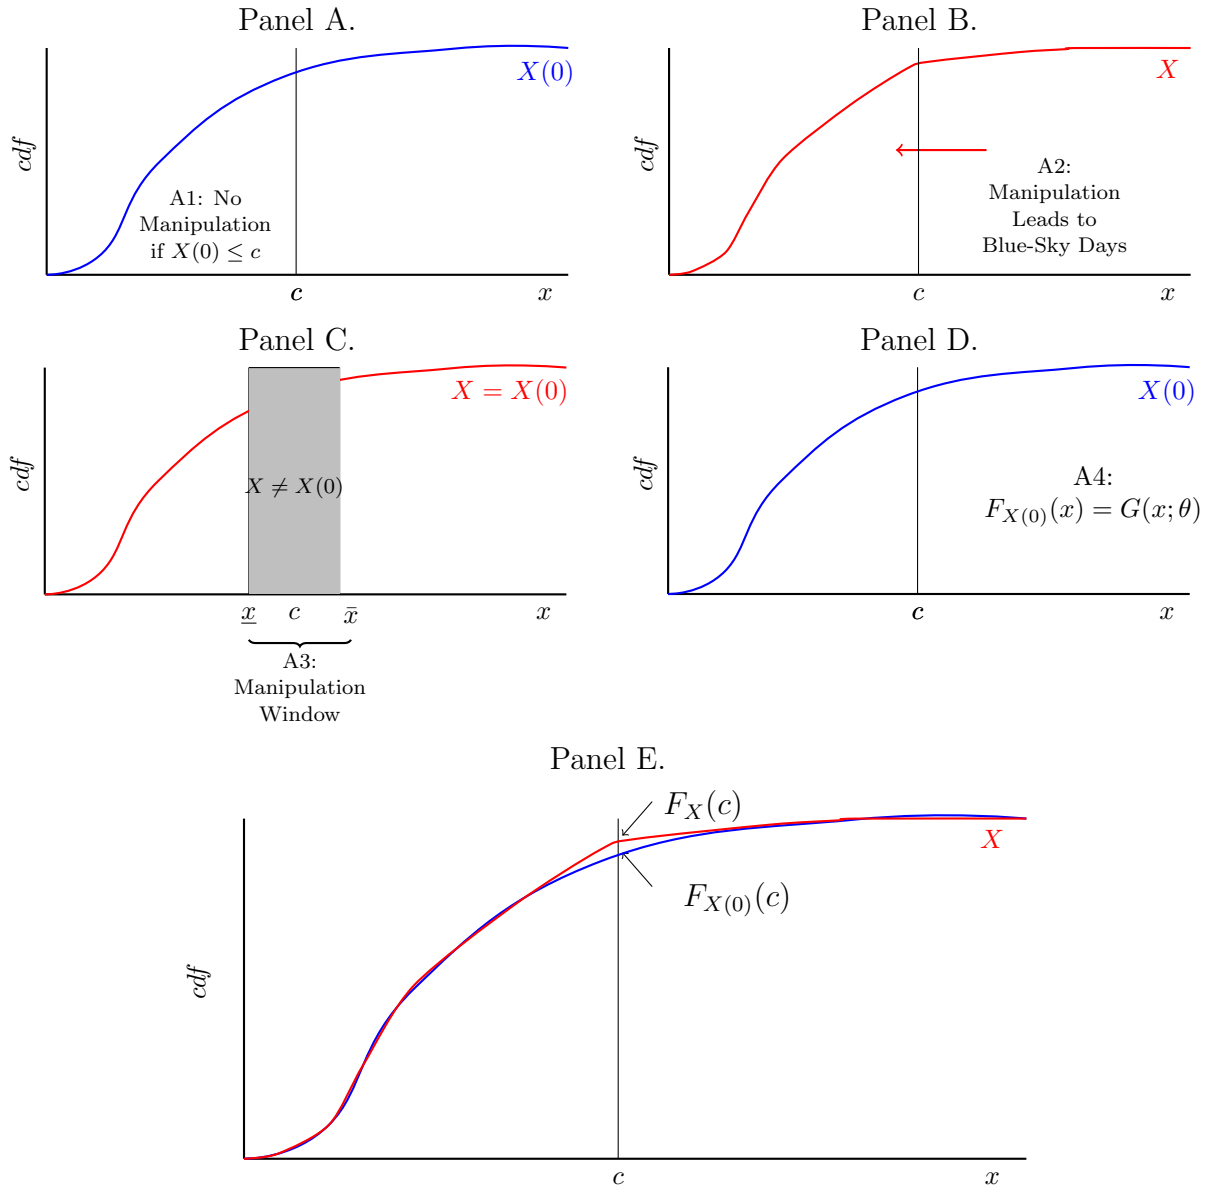 Panel A.
cdf
X(0)
A1: No
Manipulation
if X(0) ≤ c
c
x
Panel B.
cdf
X
A2:
Manipulation
Leads to
Blue-Sky Days
c
x
Panel C.
cdf
X = X(0)
X ≠ X(0)
x̲
c
x̄
x
A3:
Manipulation
Window
Panel D.
cdf
X(0)
A4:
F_{X(0)}(x) = G(x; θ)
c
x
Panel E.
cdf
F_X(c)
X
F_{X(0)}(c)
c
x